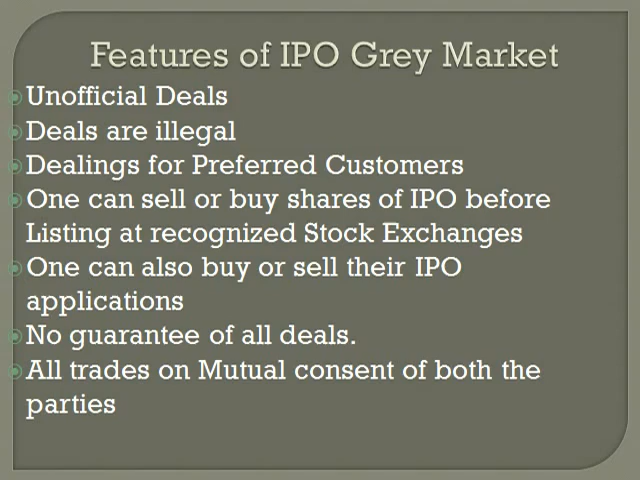 Features of IPO Grey Market
Unofficial Deals
Deals are illegal
Dealings for Preferred Customers
One can sell or buy shares of IPO before
Listing at recognized Stock Exchanges
One can also buy or sell their IPO
applications
No guarantee of all deals.
All trades on Mutual consent of both the
parties